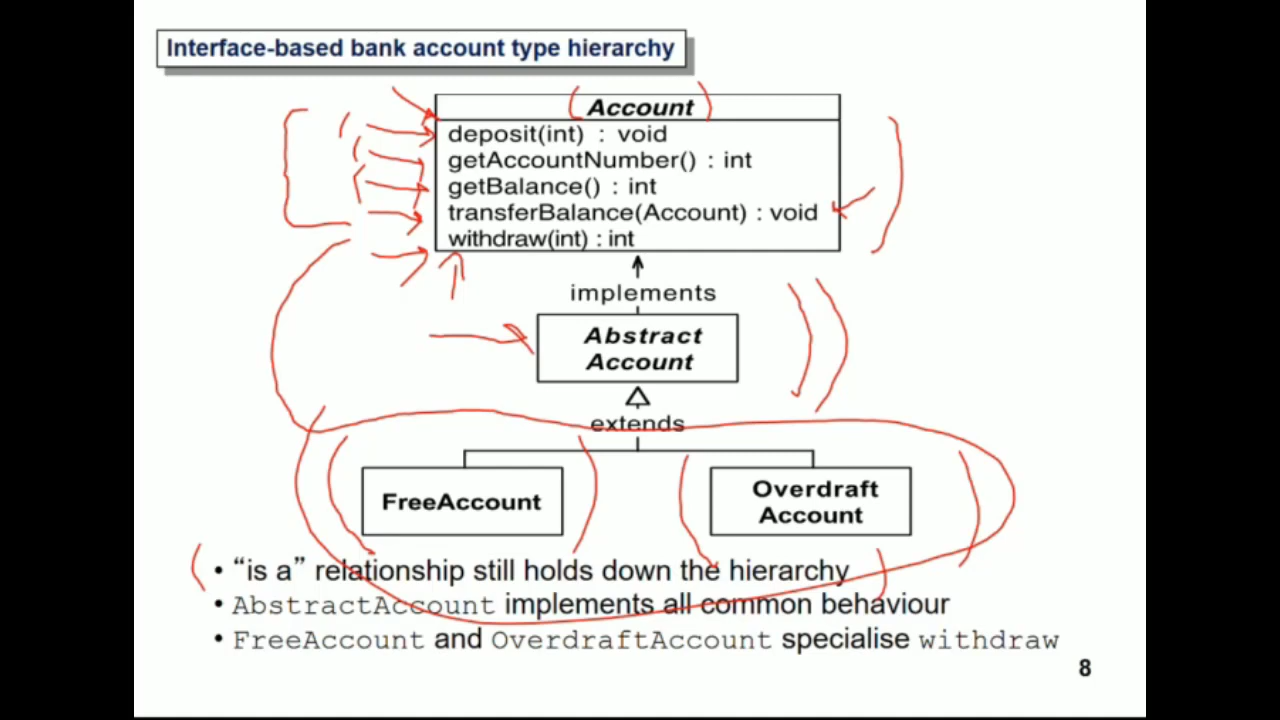 Interface-based bank account type hierarchy
Account
deposit(int) : void
getAccountNumber() : int
getBalance() : int
transferBalance(Account) : void
withdraw(int) : int
implements
Abstract
Account
extends
FreeAccount
Overdraft
Account
• “is a” relationship still holds down the hierarchy
• AbstractAccount implements all common behaviour
• FreeAccount and OverdraftAccount specialise withdraw
8